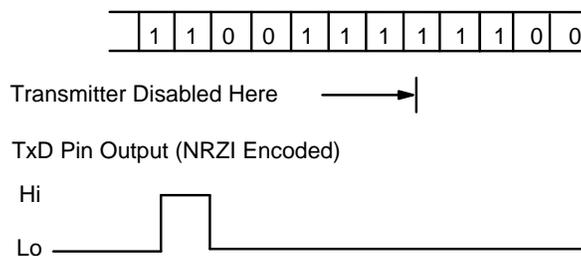 1 1 0 0 1 1 1 1 1 1 0 0
Transmitter Disabled Here
TxD Pin Output (NRZI Encoded)
Hi
Lo